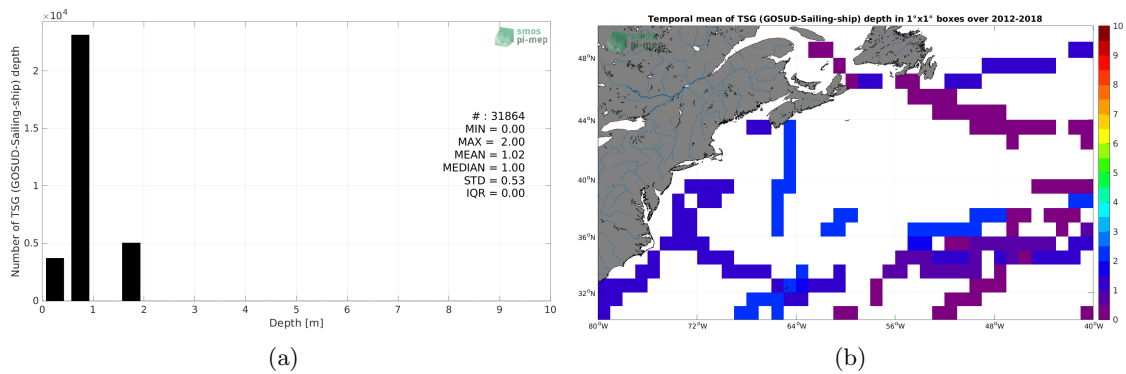 ×10⁴
smos
pi-mep
Number of TSG (GOSUD-Sailing-ship) depth
2
1.5
1
0.5
0
# : 31864
MIN = 0.00
MAX = 2.00
MEAN = 1.02
MEDIAN = 1.00
STD = 0.53
IQR = 0.00
0 1 2 3 4 5 6 7 8 9 10
Depth [m]
(a)
Temporal mean of TSG (GOSUD-Sailing-ship) depth in 1°x1° boxes over 2012-2018
smos
pi-mep
48°N
44°N
40°N
36°N
32°N
80°W 72°W 64°W 56°W 48°W 40°W
10
9
8
7
6
5
4
3
2
1
0
(b)